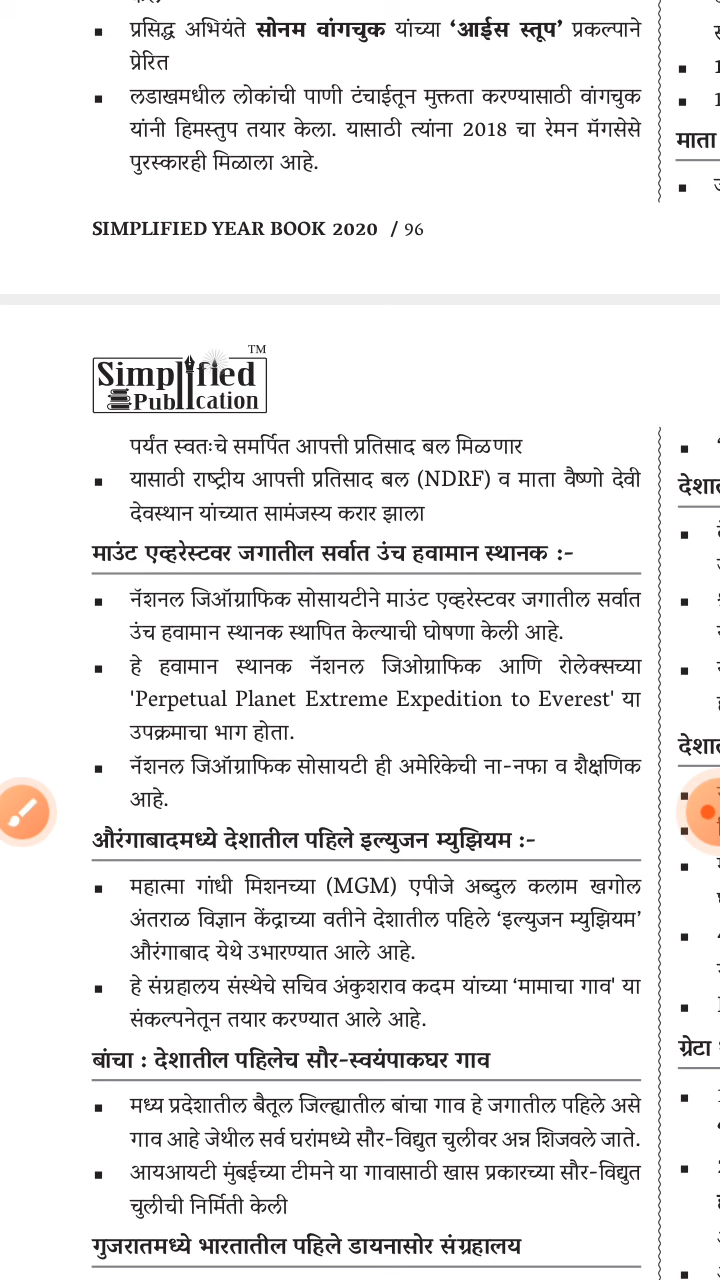 ▪ प्रसिद्ध अभियंते सोनम वांगचुक यांच्या ‘आईस स्तूप’ प्रकल्पाने
प्रेरित
▪ लडाखमधील लोकांची पाणी टंचाईतून मुक्तता करण्यासाठी वांगचुक
यांनी हिमस्तुप तयार केला. यासाठी त्यांना 2018 चा रेमन मॅगसेसे
पुरस्कारही मिळाला आहे.
SIMPLIFIED YEAR BOOK 2020 / 96
Simplified TM
Publication
पर्यंत स्वतःचे समर्पित आपत्ती प्रतिसाद बल मिळणार
▪ यासाठी राष्ट्रीय आपत्ती प्रतिसाद बल (NDRF) व माता वैष्णो देवी
देवस्थान यांच्यात सामंजस्य करार झाला
माउंट एव्हरेस्टवर जगातील सर्वात उंच हवामान स्थानक :-
▪ नॅशनल जिऑग्राफिक सोसायटीने माउंट एव्हरेस्टवर जगातील सर्वात
उंच हवामान स्थानक स्थापित केल्याची घोषणा केली आहे.
▪ हे हवामान स्थानक नॅशनल जिओग्राफिक आणि रोलेक्सच्या
'Perpetual Planet Extreme Expedition to Everest' या
उपक्रमाचा भाग होता.
▪ नॅशनल जिऑग्राफिक सोसायटी ही अमेरिकेची ना-नफा व शैक्षणिक
आहे.
औरंगाबादमध्ये देशातील पहिले इल्युजन म्युझियम :-
▪ महात्मा गांधी मिशनच्या (MGM) एपीजे अब्दुल कलाम खगोल
अंतराळ विज्ञान केंद्राच्या वतीने देशातील पहिले ‘इल्युजन म्युझियम’
औरंगाबाद येथे उभारण्यात आले आहे.
▪ हे संग्रहालय संस्थेचे सचिव अंकुशराव कदम यांच्या ‘मामाचा गाव' या
संकल्पनेतून तयार करण्यात आले आहे.
बांचा : देशातील पहिलेच सौर-स्वयंपाकघर गाव
▪ मध्य प्रदेशातील बैतूल जिल्ह्यातील बांचा गाव हे जगातील पहिले असे
गाव आहे जेथील सर्व घरांमध्ये सौर-विद्युत चुलीवर अन्न शिजवले जाते.
▪ आयआयटी मुंबईच्या टीमने या गावासाठी खास प्रकारच्या सौर-विद्युत
चुलीची निर्मिती केली
गुजरातमध्ये भारतातील पहिले डायनासोर संग्रहालय
माता
ग्रेटा